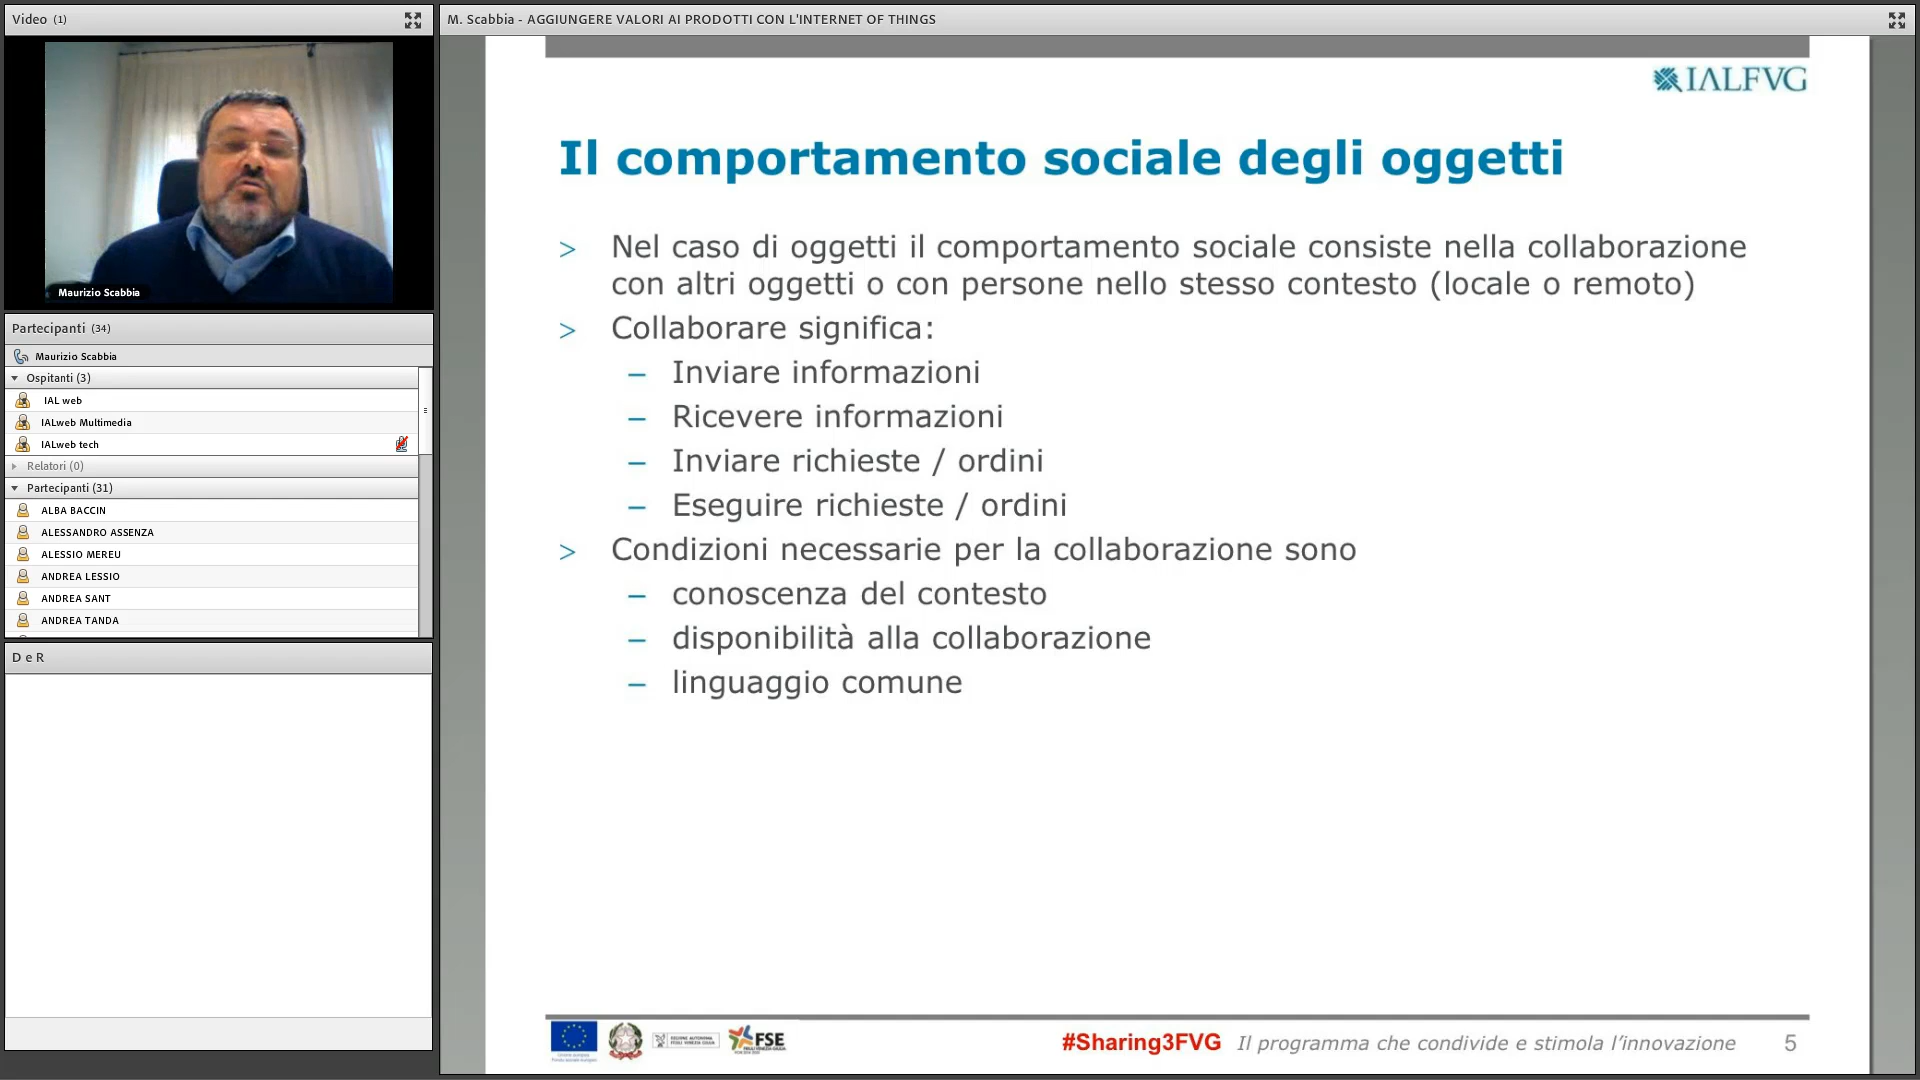 Video (1)
Maurizio Scabbia
Partecipanti (34)
Maurizio Scabbia
Ospitanti (3)
IAL web
IALweb Multimedia
IALweb tech
Relatori (0)
Partecipanti (31)
ALBA BACCIN
ALESSANDRO ASSENZA
ALESSIO MEREU
ANDREA LESSIO
ANDREA SANT
ANDREA TANDA
D e R
M. Scabbia - AGGIUNGERE VALORI AI PRODOTTI CON L'INTERNET OF THINGS
IALFVG
Il comportamento sociale degli oggetti
> Nel caso di oggetti il comportamento sociale consiste nella collaborazione
con altri oggetti o con persone nello stesso contesto (locale o remoto)
> Collaborare significa:
– Inviare informazioni
– Ricevere informazioni
– Inviare richieste / ordini
– Eseguire richieste / ordini
> Condizioni necessarie per la collaborazione sono
– conoscenza del contesto
– disponibilità alla collaborazione
– linguaggio comune
FSE
#Sharing3FVG Il programma che condivide e stimola l’innovazione 5